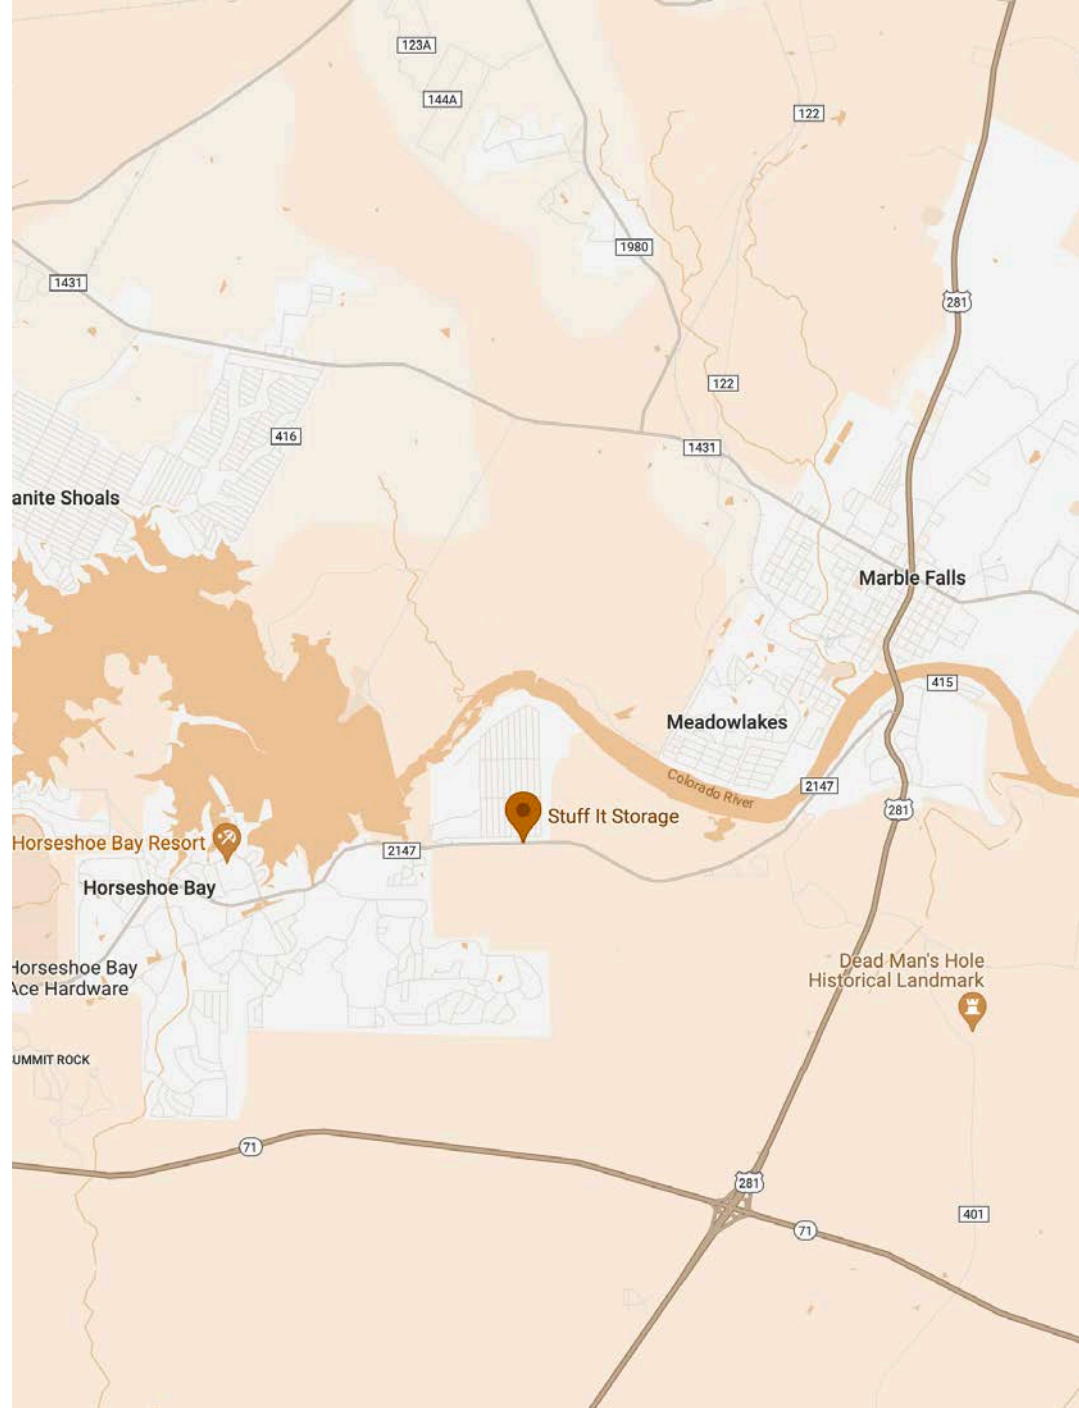 123A
144A
122
1980
1431
281
122
416
1431
anite Shoals
Marble Falls
415
Meadowlakes
Colorado River
2147
281
Stuff It Storage
Horseshoe Bay Resort
2147
Horseshoe Bay
Horseshoe Bay
Ace Hardware
Dead Man's Hole
Historical Landmark
UMMIT ROCK
71
281
401
71